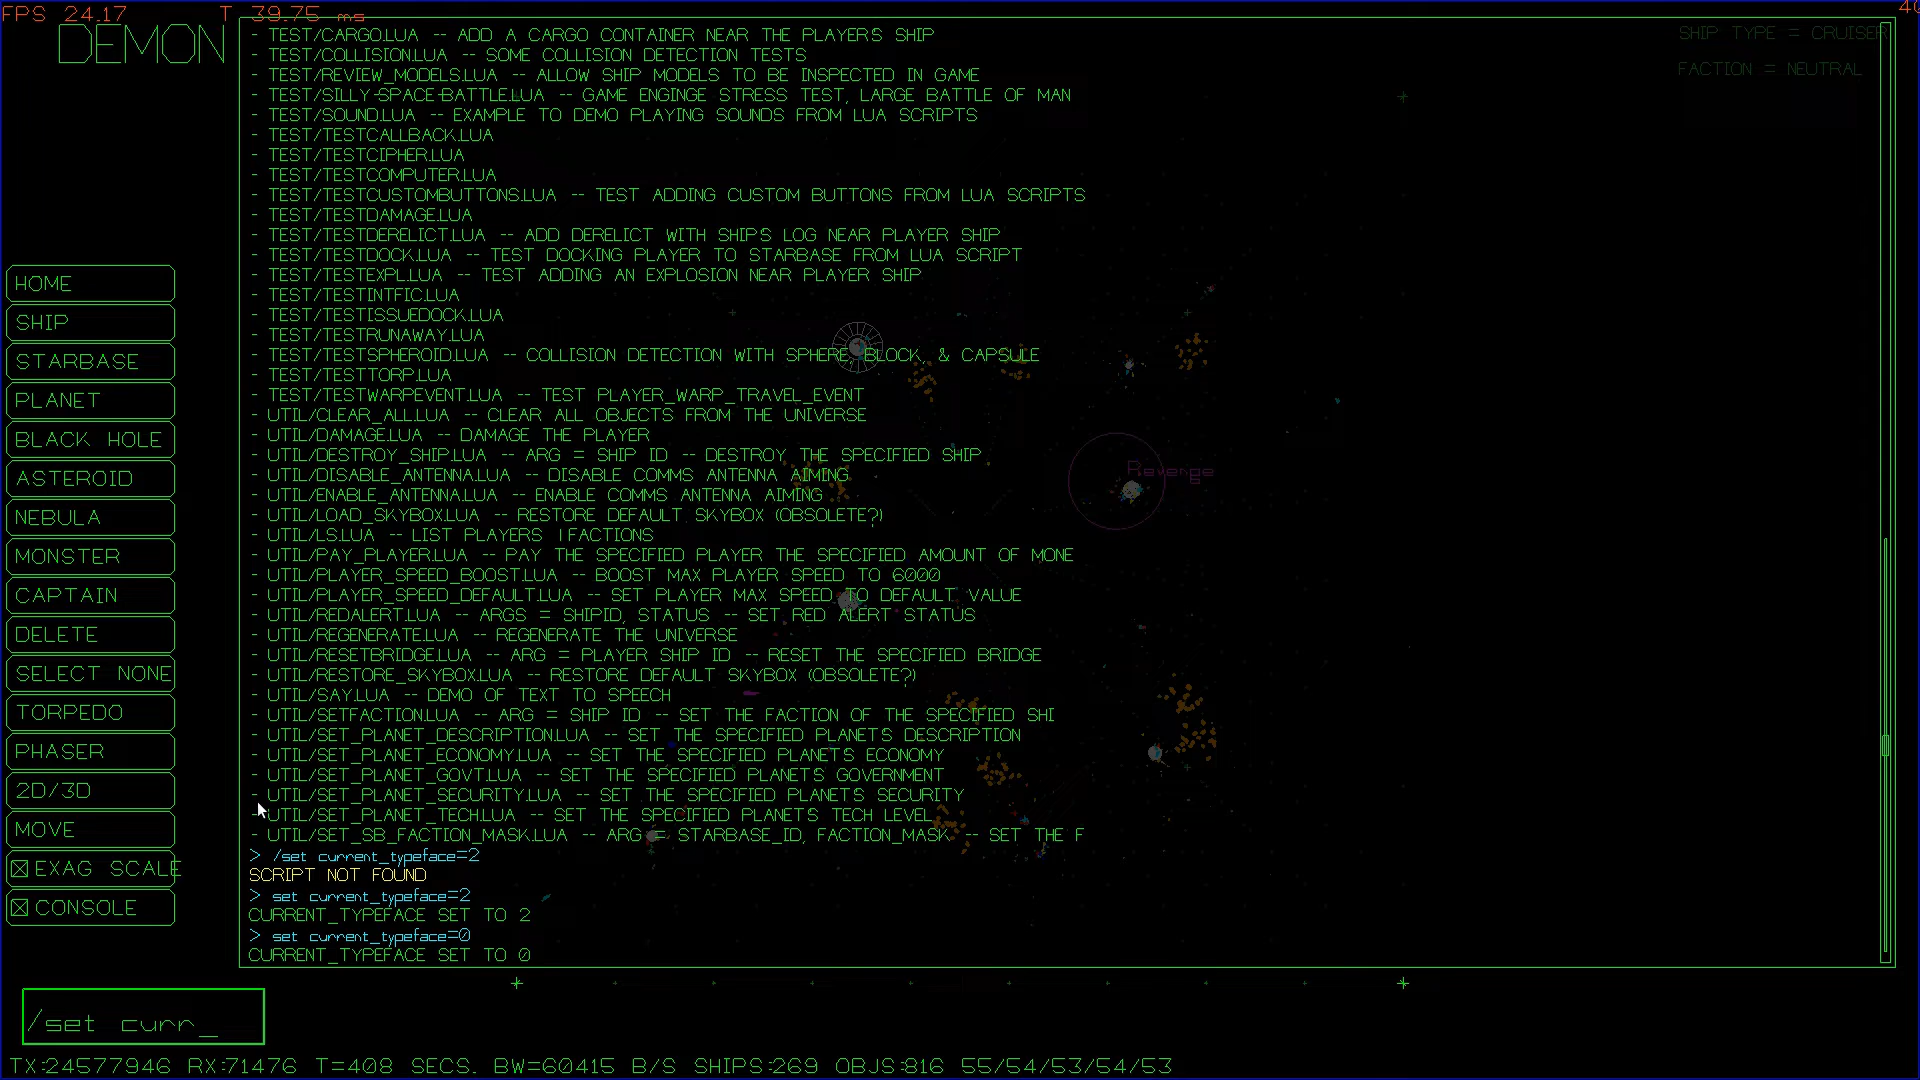 FPS 24.17 T 39.75 ms 40
DEMON
SHIP TYPE = CRUISER
FACTION = NEUTRAL
- TEST/CARGO.LUA -- ADD A CARGO CONTAINER NEAR THE PLAYER'S SHIP
- TEST/COLLISION.LUA -- SOME COLLISION DETECTION TESTS
- TEST/REVIEW_MODELS.LUA -- ALLOW SHIP MODELS TO BE INSPECTED IN GAME
- TEST/SILLY-SPACE-BATTLE.LUA -- GAME ENGINGE STRESS TEST, LARGE BATTLE OF MAN
- TEST/SOUND.LUA -- EXAMPLE TO DEMO PLAYING SOUNDS FROM LUA SCRIPTS
- TEST/TESTCALLBACK.LUA
- TEST/TESTCIPHER.LUA
- TEST/TESTCOMPUTER.LUA
- TEST/TESTCUSTOMBUTTONS.LUA -- TEST ADDING CUSTOM BUTTONS FROM LUA SCRIPTS
- TEST/TESTDAMAGE.LUA
- TEST/TESTDERELICT.LUA -- ADD DERELICT WITH SHIP'S LOG NEAR PLAYER SHIP
- TEST/TESTDOCK.LUA -- TEST DOCKING PLAYER TO STARBASE FROM LUA SCRIPT
- TEST/TESTEXPL.LUA -- TEST ADDING AN EXPLOSION NEAR PLAYER SHIP
- TEST/TESTINTFIC.LUA
- TEST/TESTISSUEDOCK.LUA
- TEST/TESTRUNAWAY.LUA
- TEST/TESTSPHEROID.LUA -- COLLISION DETECTION WITH SPHERE, BLOCK, & CAPSULE
- TEST/TESTTORP.LUA
- TEST/TESTWARPEVENT.LUA -- TEST PLAYER_WARP_TRAVEL_EVENT
- UTIL/CLEAR_ALL.LUA -- CLEAR ALL OBJECTS FROM THE UNIVERSE
- UTIL/DAMAGE.LUA -- DAMAGE THE PLAYER
- UTIL/DESTROY_SHIP.LUA -- ARG = SHIP ID -- DESTROY THE SPECIFIED SHIP
- UTIL/DISABLE_ANTENNA.LUA -- DISABLE COMMS ANTENNA AIMING
- UTIL/ENABLE_ANTENNA.LUA -- ENABLE COMMS ANTENNA AIMING
- UTIL/LOAD_SKYBOX.LUA -- RESTORE DEFAULT SKYBOX (OBSOLETE?)
- UTIL/LS.LUA -- LIST PLAYERS | FACTIONS
- UTIL/PAY_PLAYER.LUA -- PAY THE SPECIFIED PLAYER THE SPECIFIED AMOUNT OF MONE
- UTIL/PLAYER_SPEED_BOOST.LUA -- BOOST MAX PLAYER SPEED TO 6000
- UTIL/PLAYER_SPEED_DEFAULT.LUA -- SET PLAYER MAX SPEED TO DEFAULT VALUE
- UTIL/REDALERT.LUA -- ARGS = SHIPID, STATUS -- SET RED ALERT STATUS
- UTIL/REGENERATE.LUA -- REGENERATE THE UNIVERSE
- UTIL/RESETBRIDGE.LUA -- ARG = PLAYER SHIP ID -- RESET THE SPECIFIED BRIDGE
- UTIL/RESTORE_SKYBOX.LUA -- RESTORE DEFAULT SKYBOX (OBSOLETE?)
- UTIL/SAY.LUA -- DEMO OF TEXT TO SPEECH
- UTIL/SETFACTION.LUA -- ARG = SHIP ID -- SET THE FACTION OF THE SPECIFIED SHI
- UTIL/SET_PLANET_DESCRIPTION.LUA -- SET THE SPECIFIED PLANET'S DESCRIPTION
- UTIL/SET_PLANET_ECONOMY.LUA -- SET THE SPECIFIED PLANET'S ECONOMY
- UTIL/SET_PLANET_GOVT.LUA -- SET THE SPECIFIED PLANET'S GOVERNMENT
- UTIL/SET_PLANET_SECURITY.LUA -- SET THE SPECIFIED PLANET'S SECURITY
- UTIL/SET_PLANET_TECH.LUA -- SET THE SPECIFIED PLANET'S TECH LEVEL
- UTIL/SET_SB_FACTION_MASK.LUA -- ARG = STARBASE_ID, FACTION_MASK -- SET THE F
> /set current_typeface=2
SCRIPT NOT FOUND
> set current_typeface=2
CURRENT_TYPEFACE SET TO 2
> set current_typeface=0
CURRENT_TYPEFACE SET TO 0
Revenge
HOME
SHIP
STARBASE
PLANET
BLACK HOLE
ASTEROID
NEBULA
MONSTER
CAPTAIN
DELETE
SELECT NONE
TORPEDO
PHASER
2D/3D
MOVE
EXAG SCALE
CONSOLE
/set curr_
TX:24577946 RX:71476 T=408 SECS. BW=60415 B/S SHIPS:269 OBJS:816 55/54/53/54/53